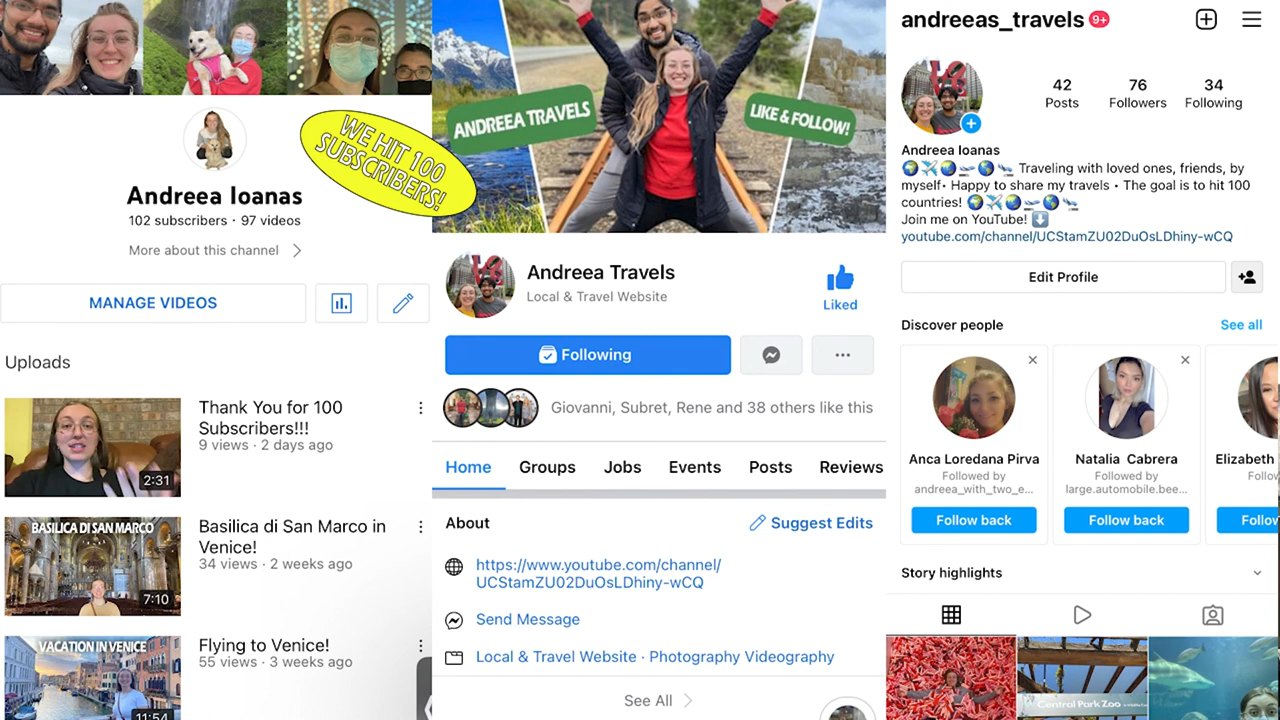 WE HIT 100
SUBSCRIBERS!
Andreea Ioanas
102 subscribers · 97 videos
More about this channel
MANAGE VIDEOS
Uploads
Thank You for 100
Subscribers!!!
9 views · 2 days ago
2:31
BASILICA DI SAN MARCO
Basilica di San Marco in
Venice!
34 views · 2 weeks ago
7:10
VACATION IN VENICE
Flying to Venice!
55 views · 3 weeks ago
11:54
ANDREEA TRAVELS
LIKE & FOLLOW!
Andreea Travels
Local & Travel Website
Liked
Following
...
Giovanni, Subret, Rene and 38 others like this
Home Groups Jobs Events Posts Reviews
About
Suggest Edits
https://www.youtube.com/channel/
UCStamZU02DuOsLDhiny-wCQ
Send Message
Local & Travel Website · Photography Videography
See All
andreeas_travels 9+
42 76 34
Posts Followers Following
Andreea Ioanas
🌍✈️🌏🛫🌎🛬 Traveling with loved ones, friends, by
myself• Happy to share my travels • The goal is to hit 100
countries! 🌍✈️🌏🛫🌎🛬
Join me on YouTube! ⬇️
youtube.com/channel/UCStamZU02DuOsLDhiny-wCQ
Edit Profile
Discover people
See all
Anca Loredana Pirva
Followed by
andreea_with_two_e...
Follow back
Natalia Cabrera
Followed by
large.automobile.bee...
Follow back
Elizabeth
Story highlights
Central Park Zoo